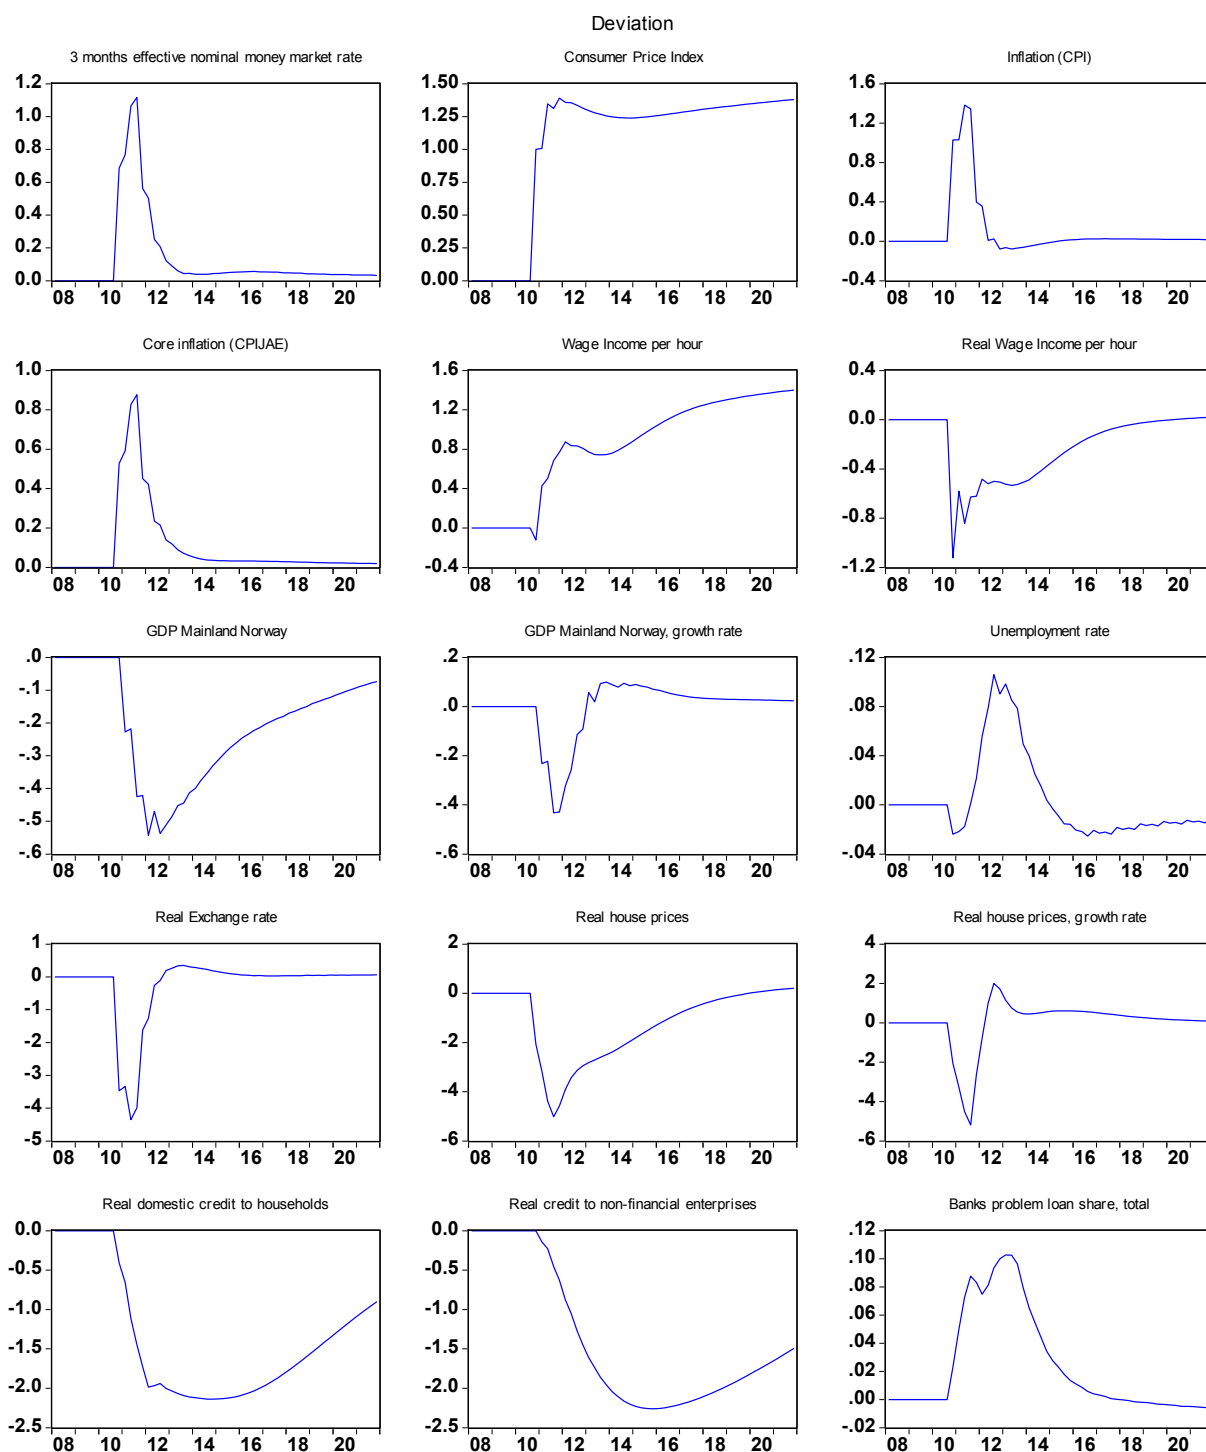 Deviation
3 months effective nominal money market rate
1.2
1.0
0.8
0.6
0.4
0.2
0.0
08 10 12 14 16 18 20
Consumer Price Index
1.50
1.25
1.00
0.75
0.50
0.25
0.00
08 10 12 14 16 18 20
Inflation (CPI)
1.6
1.2
0.8
0.4
0.0
-0.4
08 10 12 14 16 18 20
Core inflation (CPIJAE)
1.0
0.8
0.6
0.4
0.2
0.0
08 10 12 14 16 18 20
Wage Income per hour
1.6
1.2
0.8
0.4
0.0
-0.4
08 10 12 14 16 18 20
Real Wage Income per hour
0.4
0.0
-0.4
-0.8
-1.2
08 10 12 14 16 18 20
GDP Mainland Norway
.0
-.1
-.2
-.3
-.4
-.5
-.6
08 10 12 14 16 18 20
GDP Mainland Norway, growth rate
.2
.0
-.2
-.4
-.6
08 10 12 14 16 18 20
Unemployment rate
.12
.08
.04
.00
-.04
08 10 12 14 16 18 20
Real Exchange rate
1
0
-1
-2
-3
-4
-5
08 10 12 14 16 18 20
Real house prices
2
0
-2
-4
-6
08 10 12 14 16 18 20
Real house prices, growth rate
4
2
0
-2
-4
-6
08 10 12 14 16 18 20
Real domestic credit to households
0.0
-0.5
-1.0
-1.5
-2.0
-2.5
08 10 12 14 16 18 20
Real credit to non-financial enterprises
0.0
-0.5
-1.0
-1.5
-2.0
-2.5
08 10 12 14 16 18 20
Banks problem loan share, total
.12
.10
.08
.06
.04
.02
.00
-.02
08 10 12 14 16 18 20